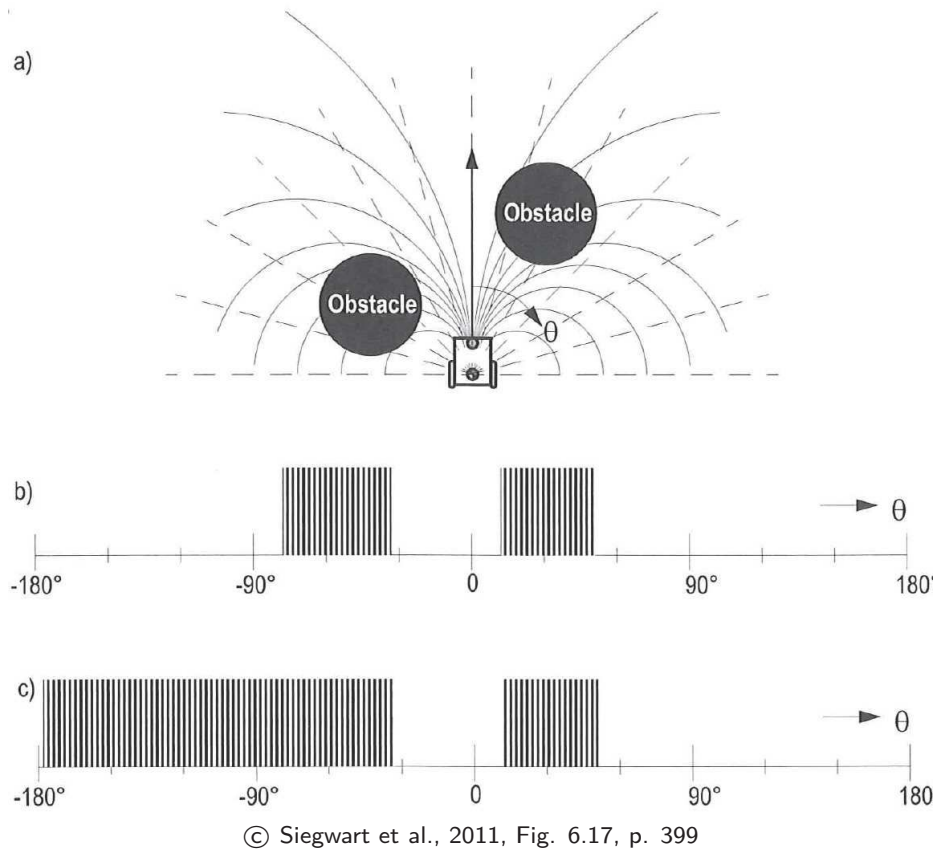 a)
Obstacle
Obstacle
θ
b)
θ
-180°
-90°
0
90°
180°
c)
θ
-180°
-90°
0
90°
180
© Siegwart et al., 2011, Fig. 6.17, p. 399